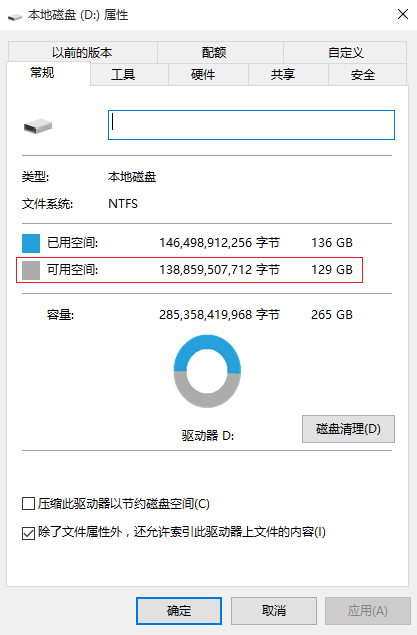 本地磁盘 (D:) 属性
以前的版本 配额 自定义
常规 工具 硬件 共享 安全
类型: 本地磁盘
文件系统: NTFS
已用空间: 146,498,912,256 字节 136 GB
可用空间: 138,859,507,712 字节 129 GB
容量: 285,358,419,968 字节 265 GB
驱动器 D:
磁盘清理(D)
压缩此驱动器以节约磁盘空间(C)
除了文件属性外，还允许索引此驱动器上文件的内容(I)
确定 取消 应用(A)